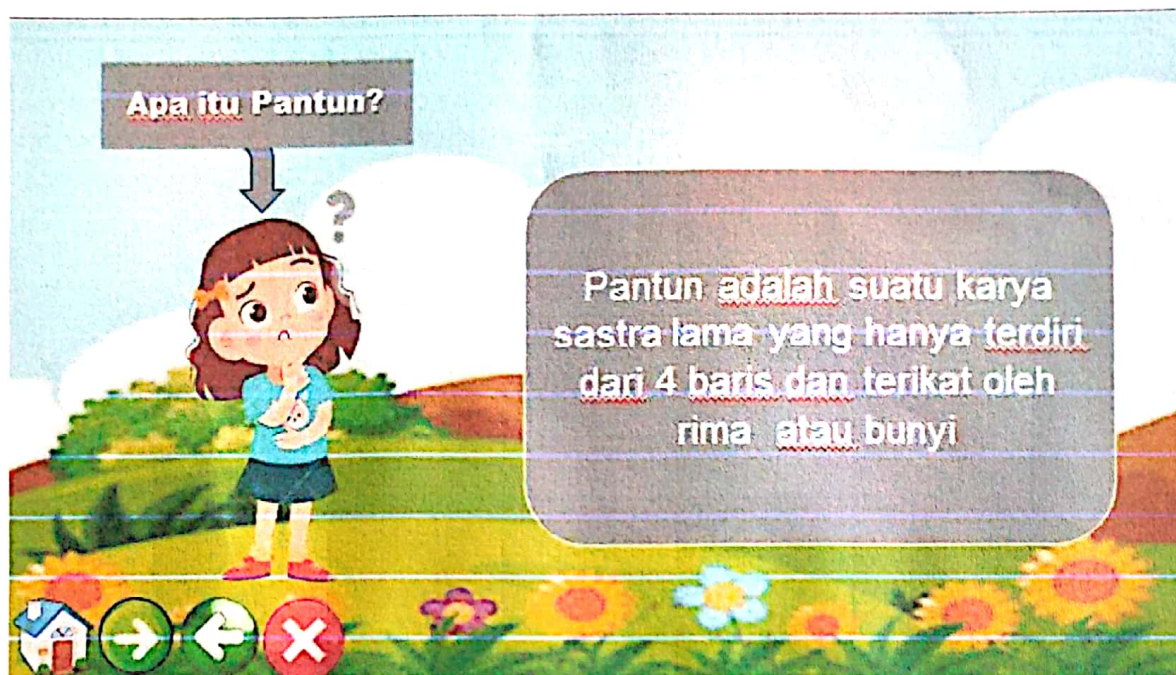 Apa itu Pantun?
?
Pantun adalah suatu karya
sastra lama yang hanya terdiri
dari 4 baris dan terikat oleh
rima atau bunyi